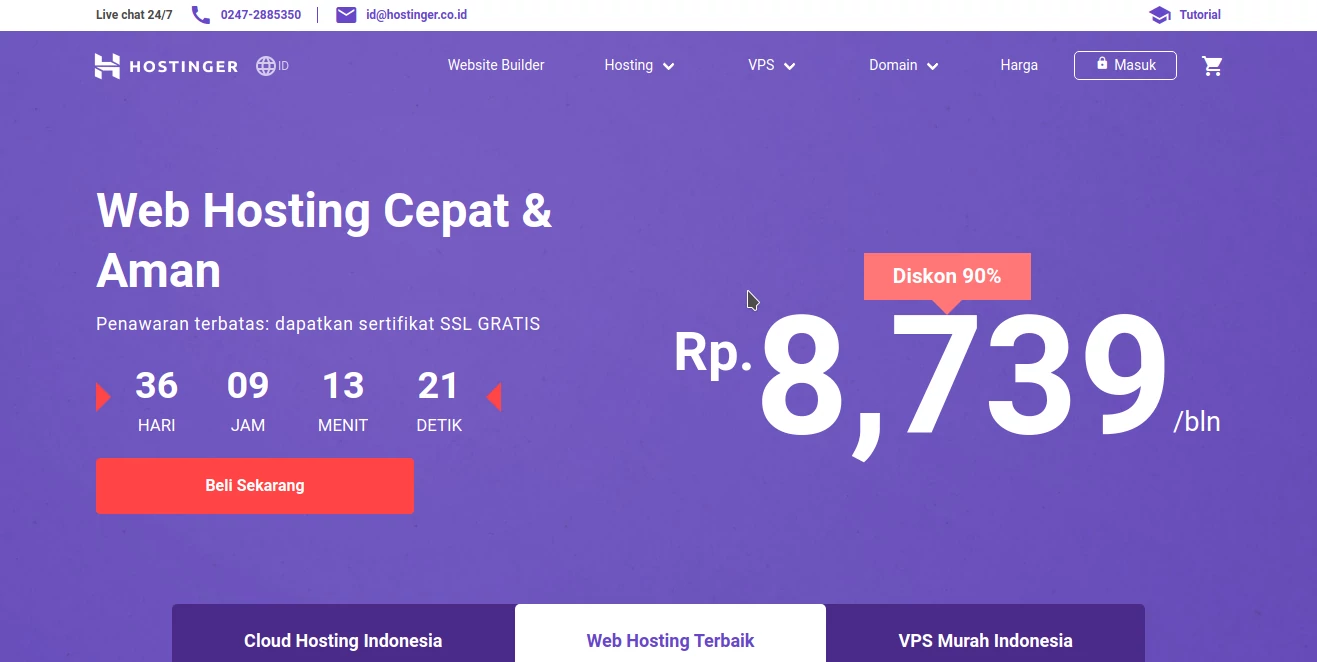 Live chat 24/7 0247-2885350 id@hostinger.co.id Tutorial
HOSTINGER ID Website Builder Hosting VPS Domain Harga Masuk
Web Hosting Cepat &
Aman
Penawaran terbatas: dapatkan sertifikat SSL GRATIS
36 09 13 21
HARI JAM MENIT DETIK
Beli Sekarang
Diskon 90%
Rp. 8,739 /bln
Cloud Hosting Indonesia Web Hosting Terbaik VPS Murah Indonesia